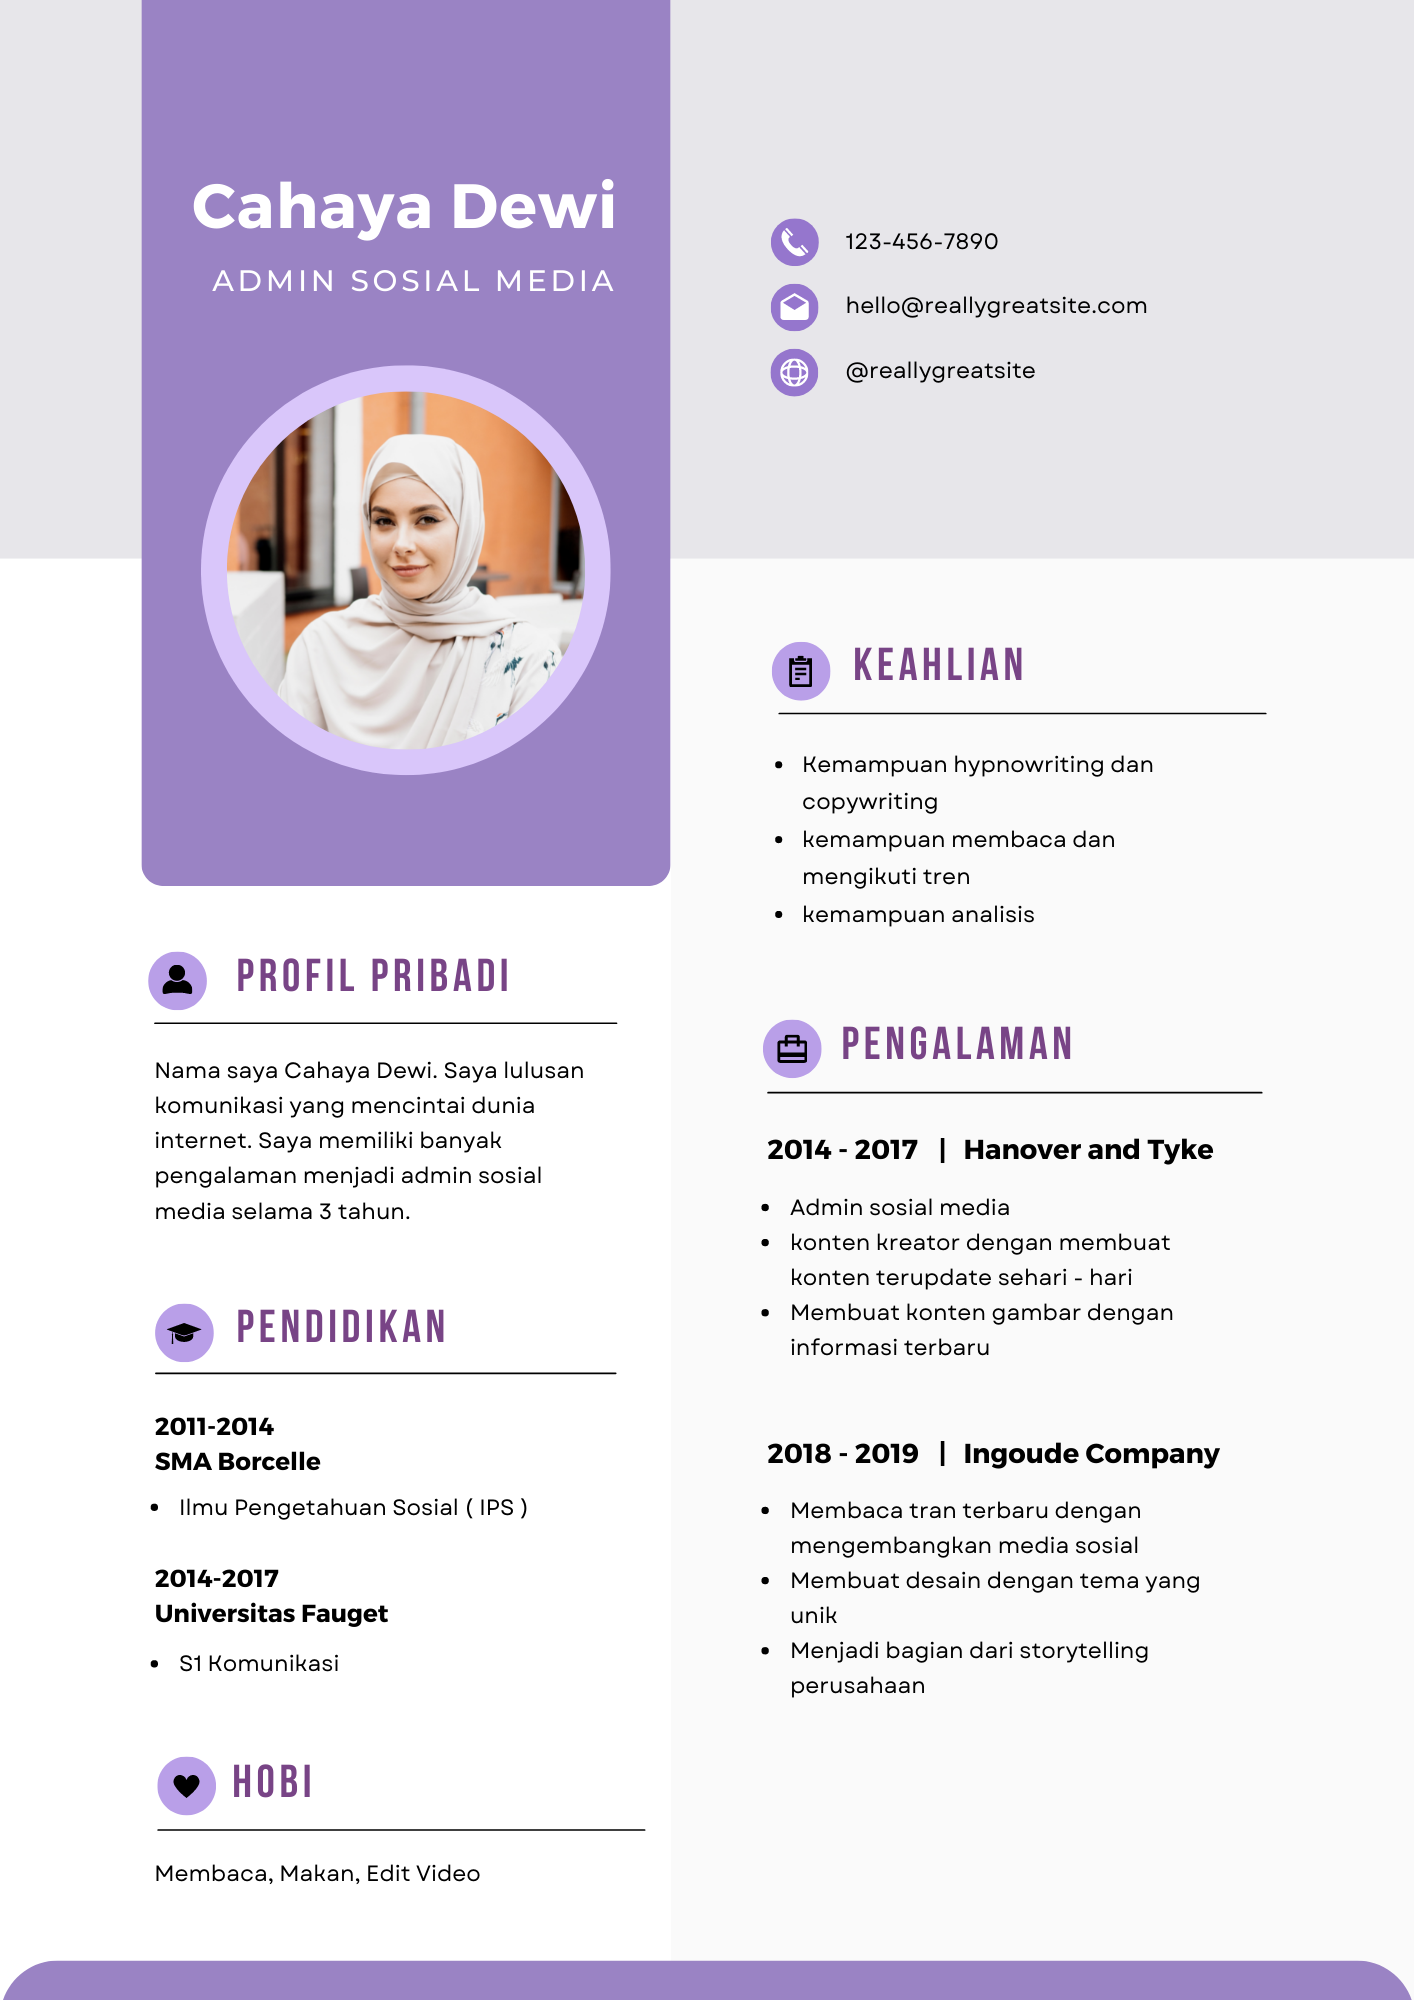 Cahaya Dewi
ADMIN SOSIAL MEDIA
123-456-7890
hello@reallygreatsite.com
@reallygreatsite
PROFIL PRIBADI
Nama saya Cahaya Dewi. Saya lulusan
komunikasi yang mencintai dunia
internet. Saya memiliki banyak
pengalaman menjadi admin sosial
media selama 3 tahun.
PENDIDIKAN
2011-2014
SMA Borcelle
• Ilmu Pengetahuan Sosial ( IPS )
2014-2017
Universitas Fauget
• S1 Komunikasi
HOBI
Membaca, Makan, Edit Video
KEAHLIAN
• Kemampuan hypnowriting dan
copywriting
• kemampuan membaca dan
mengikuti tren
• kemampuan analisis
PENGALAMAN
2014 - 2017 | Hanover and Tyke
• Admin sosial media
• konten kreator dengan membuat
konten terupdate sehari - hari
• Membuat konten gambar dengan
informasi terbaru
2018 - 2019 | Ingoude Company
• Membaca tran terbaru dengan
mengembangkan media sosial
• Membuat desain dengan tema yang
unik
• Menjadi bagian dari storytelling
perusahaan